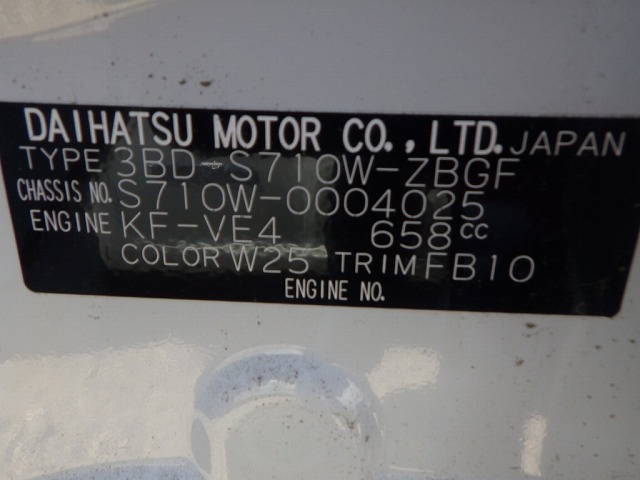 DAIHATSU MOTOR CO., LTD. JAPAN
TYPE 3BD-S710W-ZBGF
CHASSIS NO. S710W-0004025
ENGINE KF-VE4 658cc
COLOR W25 TRIM FB10
ENGINE NO.